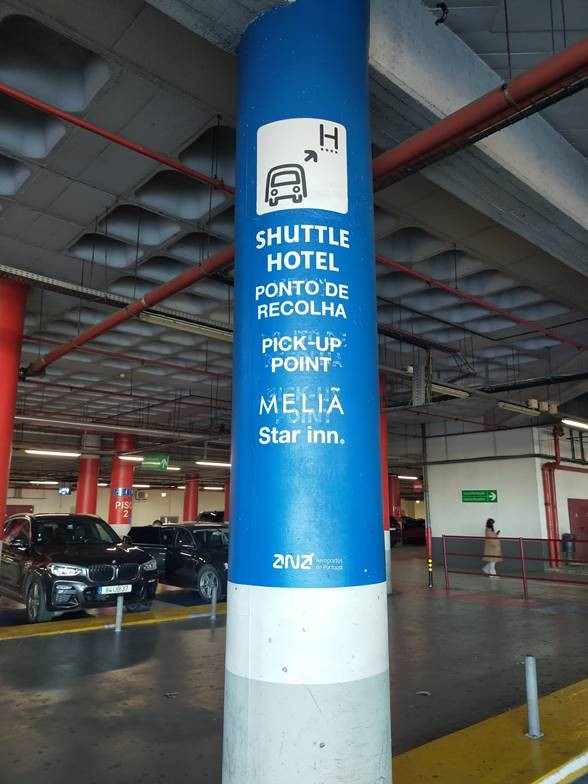 H
SHUTTLE
HOTEL
PONTO DE
RECOLHA
PICK-UP
POINT
MELIÃ
Star inn.
ANA
Aeroportos
de Portugal
PISO
2